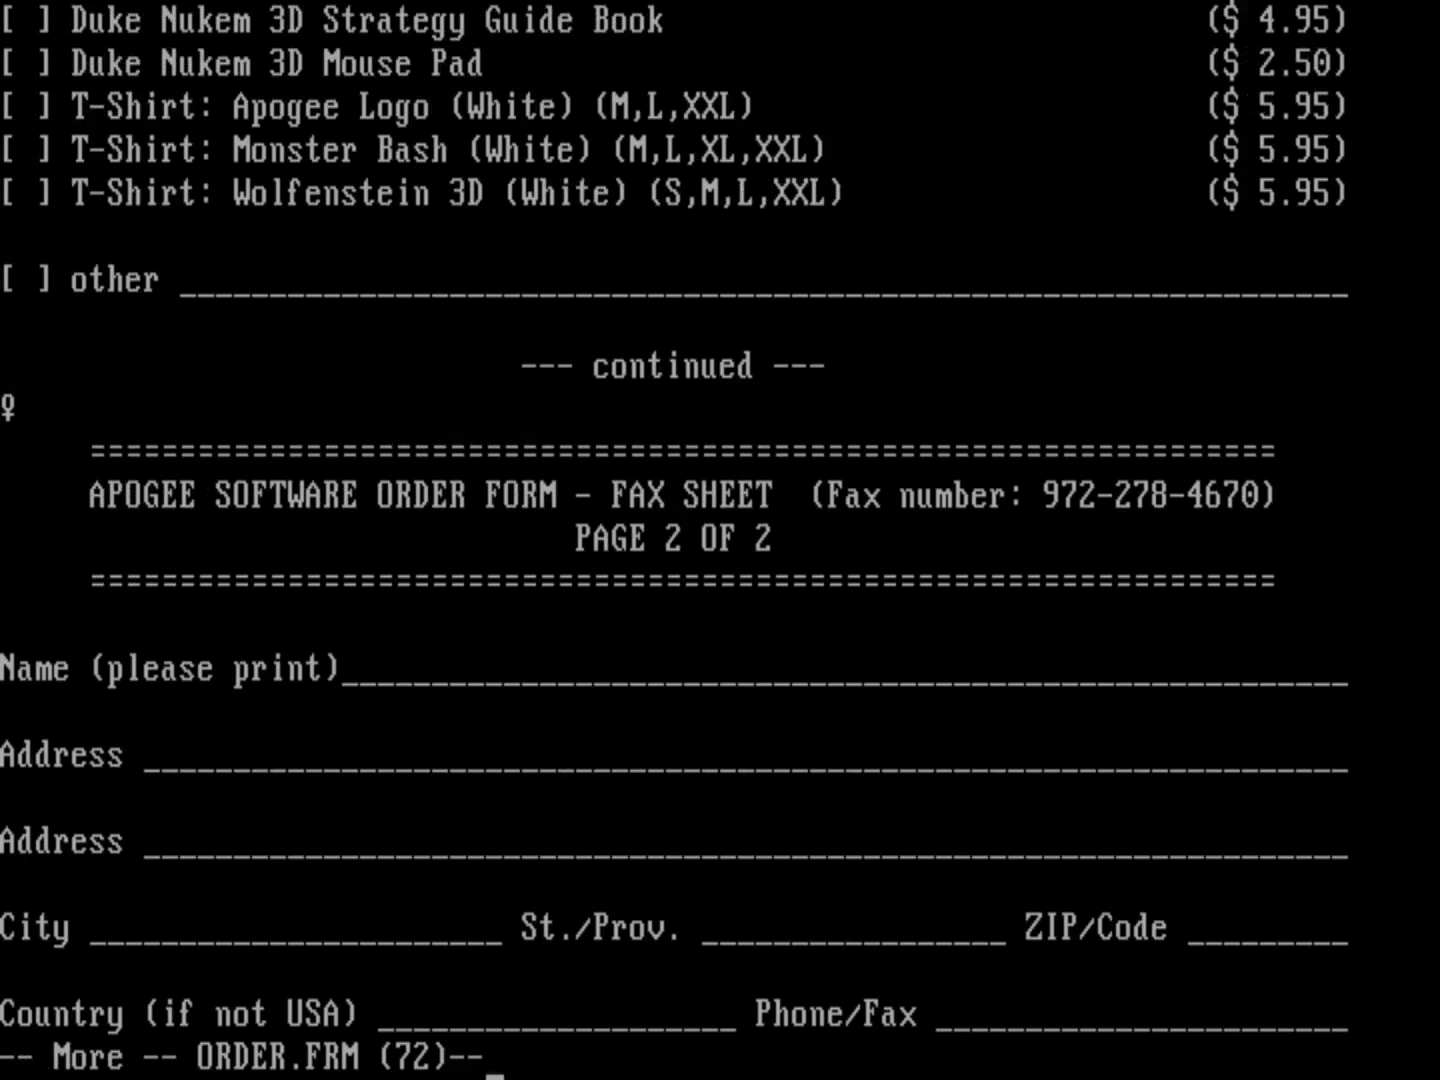 [ ] Duke Nukem 3D Strategy Guide Book ($ 4.95)
[ ] Duke Nukem 3D Mouse Pad ($ 2.50)
[ ] T-Shirt: Apogee Logo (White) (M,L,XXL) ($ 5.95)
[ ] T-Shirt: Monster Bash (White) (M,L,XL,XXL) ($ 5.95)
[ ] T-Shirt: Wolfenstein 3D (White) (S,M,L,XXL) ($ 5.95)
[ ] other _________________________________________________________________
--- continued ---
♀
==================================================================
APOGEE SOFTWARE ORDER FORM - FAX SHEET (Fax number: 972-278-4670)
PAGE 2 OF 2
==================================================================
Name (please print)________________________________________________________
Address ___________________________________________________________________
Address ___________________________________________________________________
City _______________________ St./Prov. _________________ ZIP/Code _________
Country (if not USA) ____________________ Phone/Fax _______________________
-- More -- ORDER.FRM (72)--_